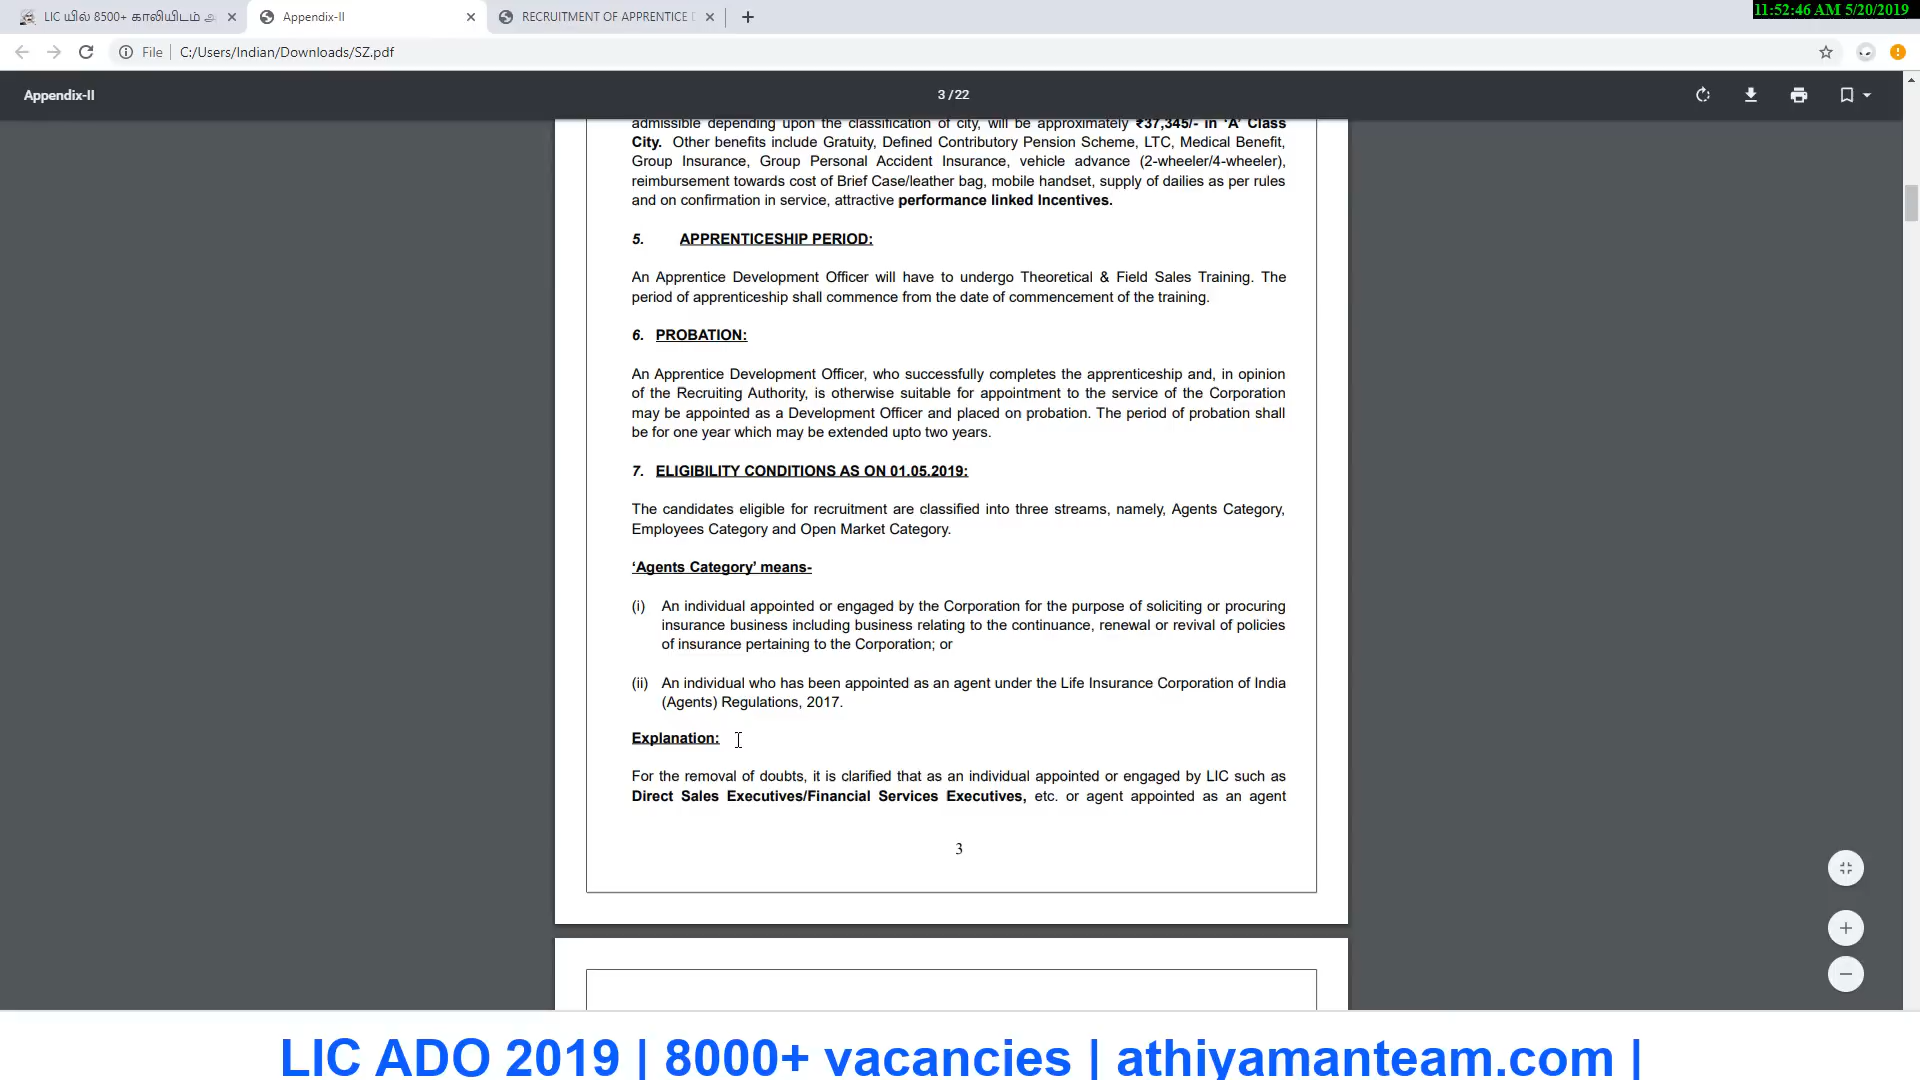 11:52:46 AM 5/20/2019
LIC யில் 8500+ காலியிடம் அ
Appendix-II
RECRUITMENT OF APPRENTICE D
File
C:/Users/Indian/Downloads/SZ.pdf
Appendix-II
3 / 22
admissible depending upon the classification of city, will be approximately ₹37,345/- in ‘A’ Class
City. Other benefits include Gratuity, Defined Contributory Pension Scheme, LTC, Medical Benefit,
Group Insurance, Group Personal Accident Insurance, vehicle advance (2-wheeler/4-wheeler),
reimbursement towards cost of Brief Case/leather bag, mobile handset, supply of dailies as per rules
and on confirmation in service, attractive performance linked Incentives.
5. APPRENTICESHIP PERIOD:
An Apprentice Development Officer will have to undergo Theoretical & Field Sales Training. The
period of apprenticeship shall commence from the date of commencement of the training.
6. PROBATION:
An Apprentice Development Officer, who successfully completes the apprenticeship and, in opinion
of the Recruiting Authority, is otherwise suitable for appointment to the service of the Corporation
may be appointed as a Development Officer and placed on probation. The period of probation shall
be for one year which may be extended upto two years.
7. ELIGIBILITY CONDITIONS AS ON 01.05.2019:
The candidates eligible for recruitment are classified into three streams, namely, Agents Category,
Employees Category and Open Market Category.
‘Agents Category’ means-
(i) An individual appointed or engaged by the Corporation for the purpose of soliciting or procuring
insurance business including business relating to the continuance, renewal or revival of policies
of insurance pertaining to the Corporation; or
(ii) An individual who has been appointed as an agent under the Life Insurance Corporation of India
(Agents) Regulations, 2017.
Explanation:
For the removal of doubts, it is clarified that as an individual appointed or engaged by LIC such as
Direct Sales Executives/Financial Services Executives, etc. or agent appointed as an agent
3
LIC ADO 2019 | 8000+ vacancies | athiyamanteam.com |